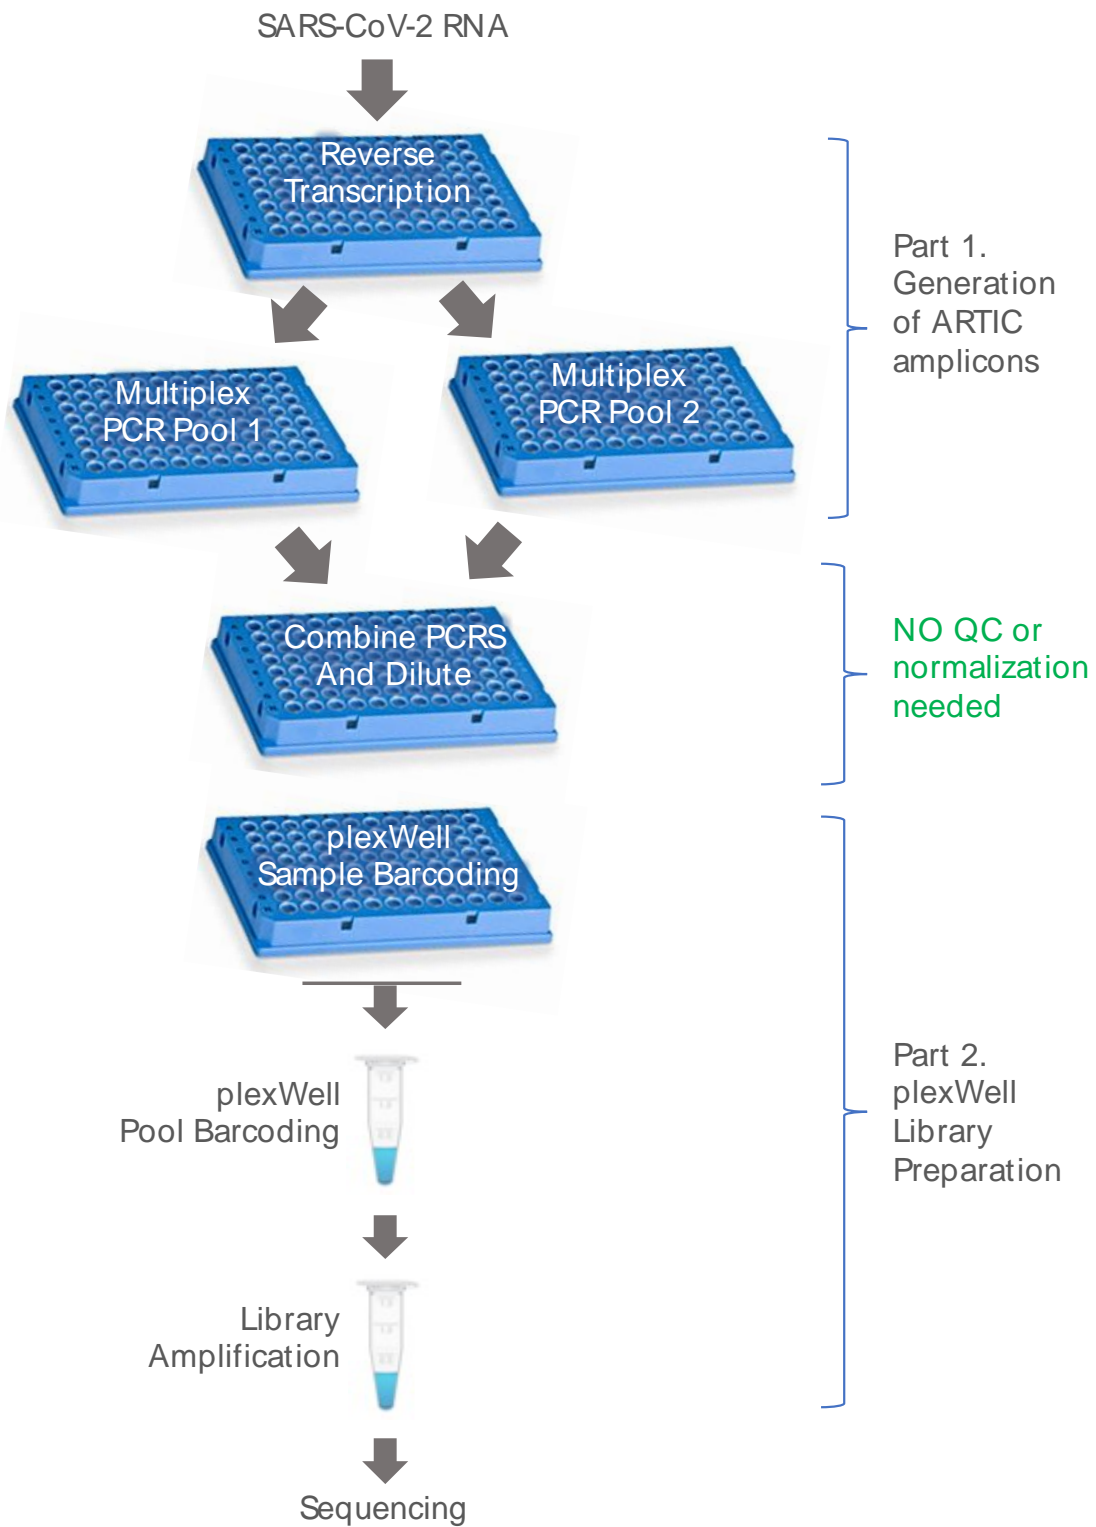 SARS-CoV-2 RNA
Reverse
Transcription
Part 1.
Generation
of ARTIC
amplicons
Multiplex
PCR Pool 1
Multiplex
PCR Pool 2
Combine PCRS
And Dilute
NO QC or
normalization
needed
plexWell
Sample Barcoding
plexWell
Pool Barcoding
Part 2.
plexWell
Library
Preparation
Library
Amplification
Sequencing